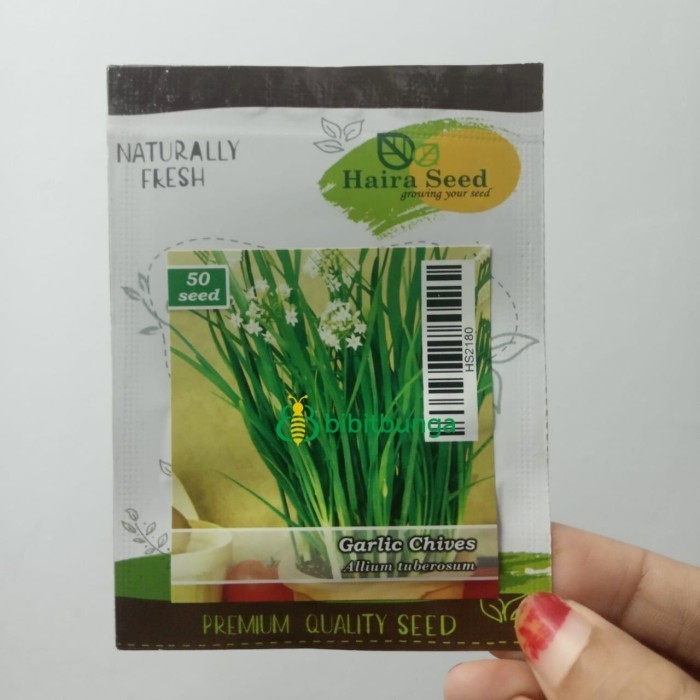 NATURALLY
FRESH
Haira Seed
growing your seed
50
seed
HS2180
bibitbunga
Garlic Chives
Allium tuberosum
PREMIUM QUALITY SEED